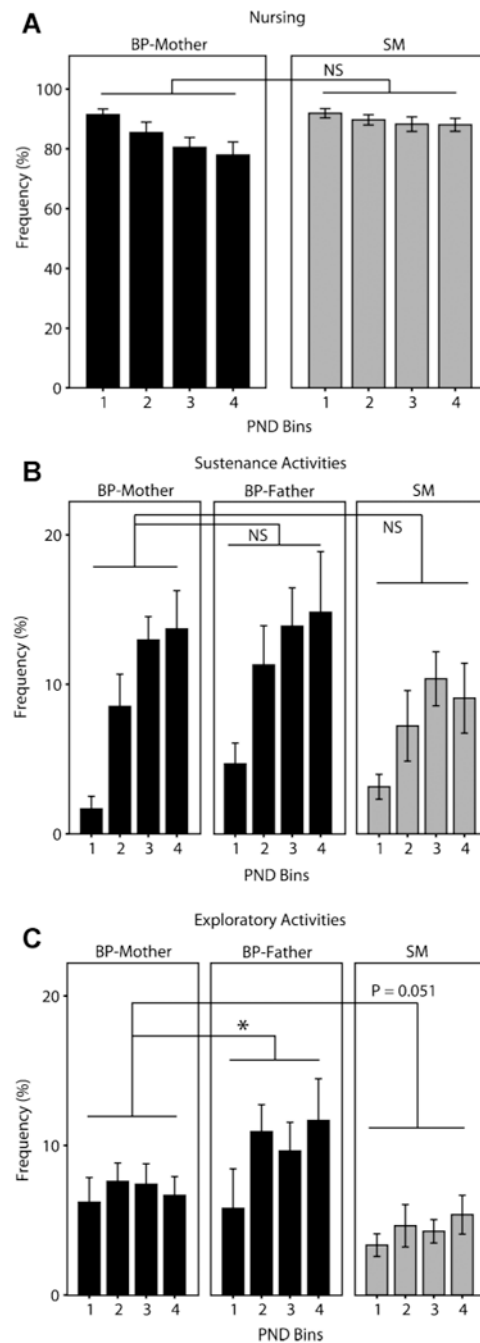 A
Nursing
BP-Mother
SM
NS
100
80
60
40
20
0
Frequency (%)
1 2 3 4
1 2 3 4
PND Bins
B
Sustenance Activities
BP-Mother
BP-Father
SM
NS
NS
20
10
0
Frequency (%)
1 2 3 4
1 2 3 4
1 2 3 4
PND Bins
C
Exploratory Activities
BP-Mother
BP-Father
SM
P = 0.051
*
20
10
0
Frequency (%)
1 2 3 4
1 2 3 4
1 2 3 4
PND Bins